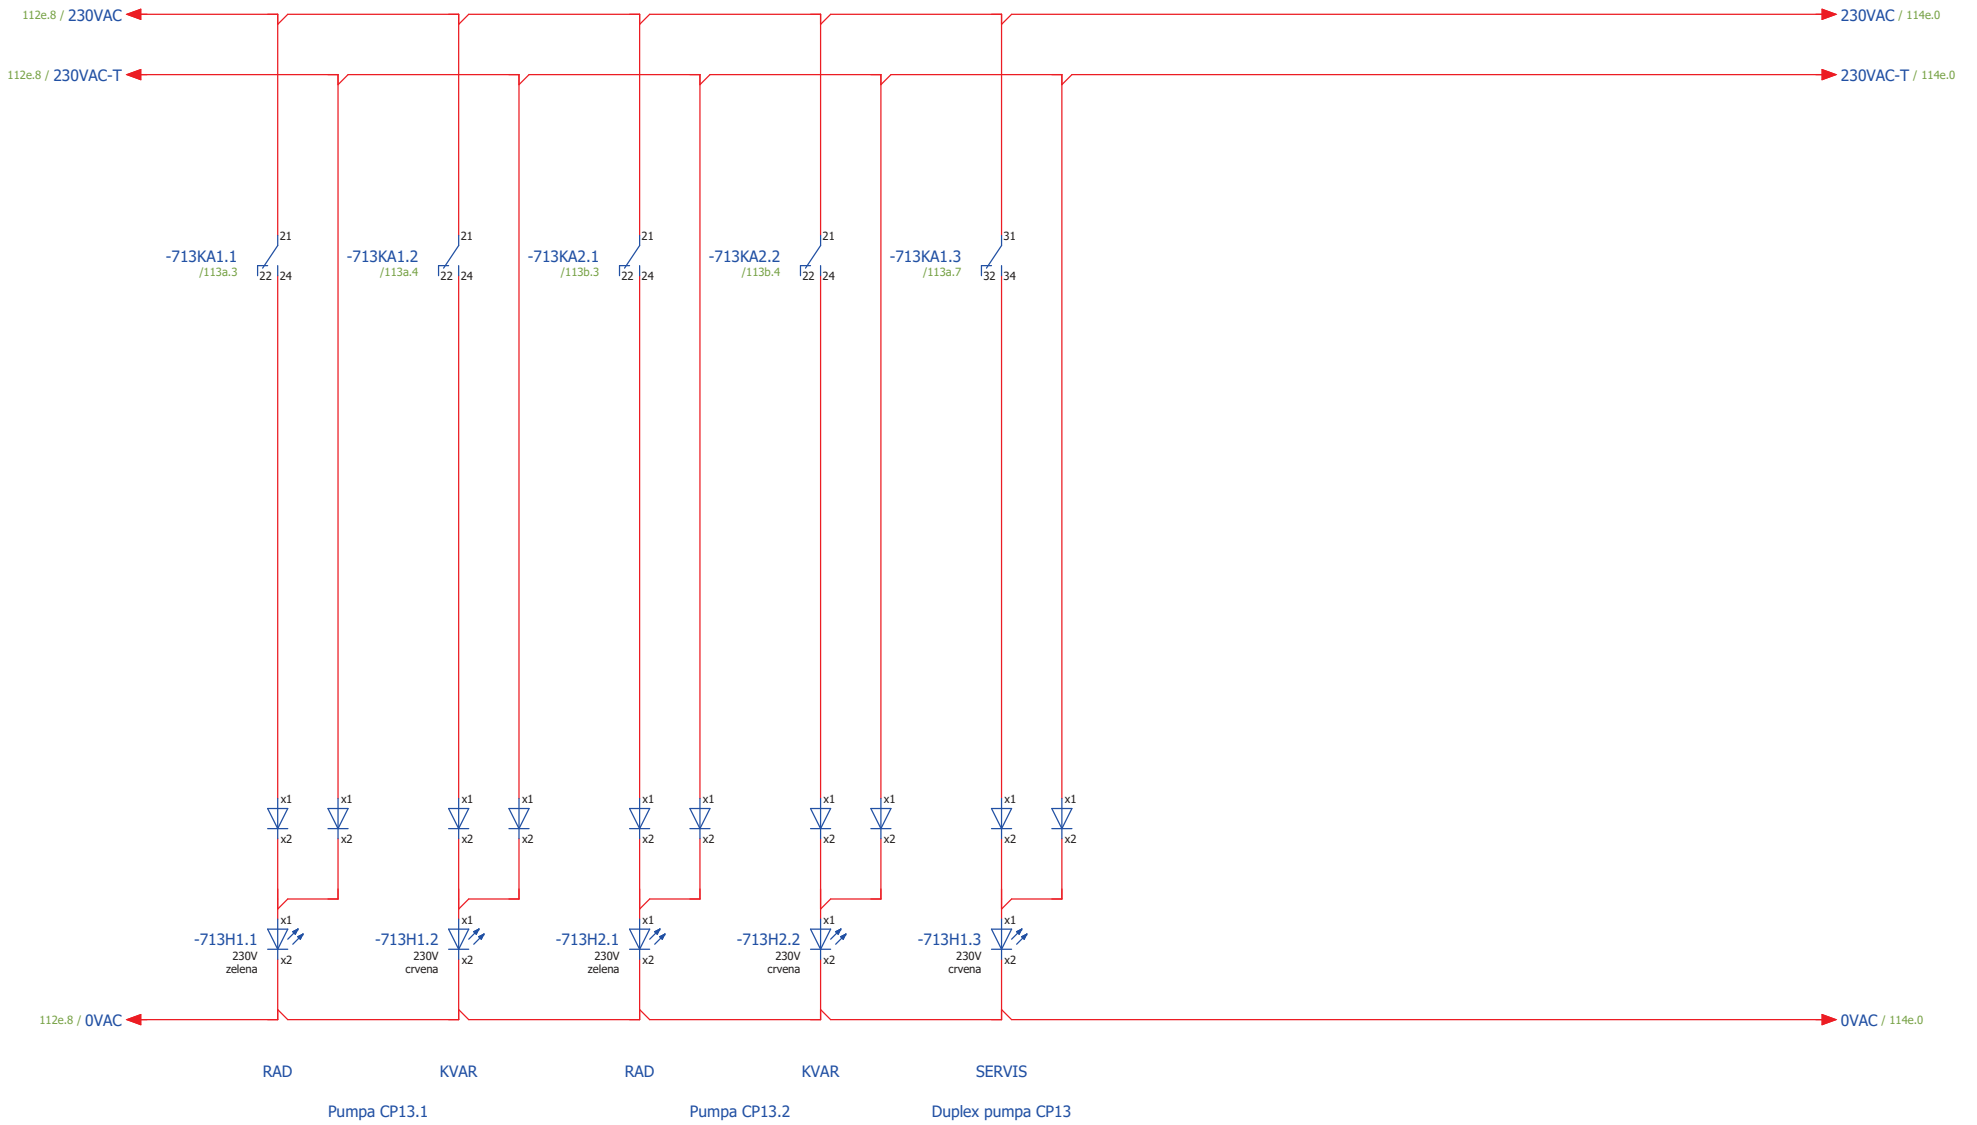 112e.8 / 230VAC
230VAC / 114e.0
112e.8 / 230VAC-T
230VAC-T / 114e.0
-713KA1.1
/113a.3
21
22 24
-713KA1.2
/113a.4
21
22 24
-713KA2.1
/113b.3
21
22 24
-713KA2.2
/113b.4
21
22 24
-713KA1.3
/113a.7
31
32 34
x1 x1 x1 x1 x1 x1 x1 x1 x1 x1
x2 x2 x2 x2 x2 x2 x2 x2 x2 x2
-713H1.1
230V
zelena
x1
x2
-713H1.2
230V
crvena
x1
x2
-713H2.1
230V
zelena
x1
x2
-713H2.2
230V
crvena
x1
x2
-713H1.3
230V
crvena
x1
x2
112e.8 / 0VAC
0VAC / 114e.0
RAD KVAR RAD KVAR SERVIS
Pumpa CP13.1 Pumpa CP13.2 Duplex pumpa CP13